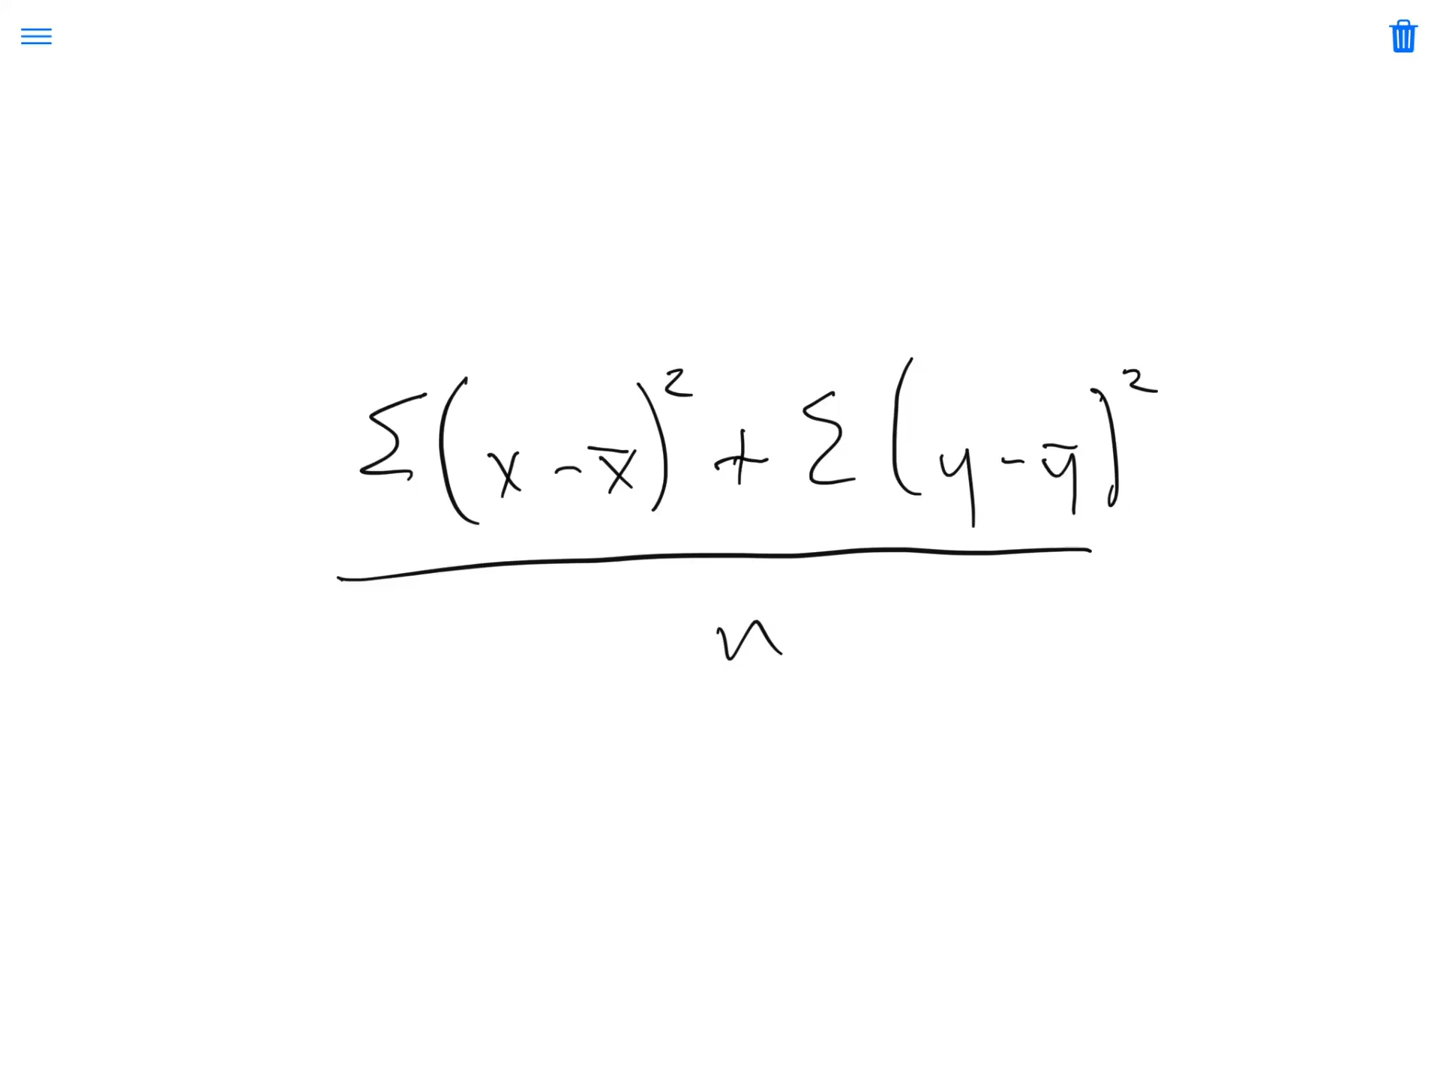 Σ(x - x̄)² + Σ(y - ȳ)²
n